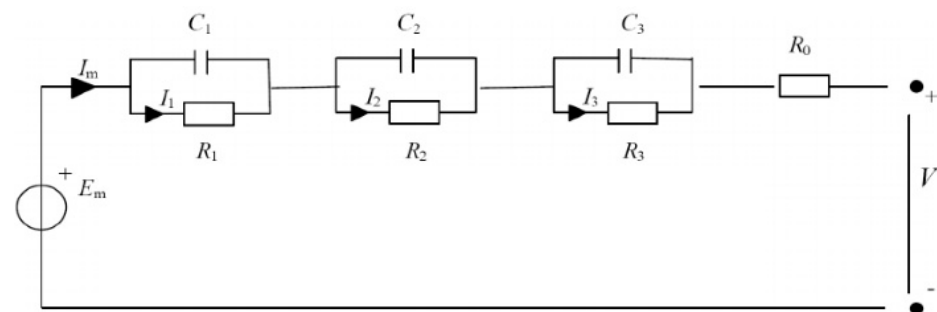 C1 C2 C3
R0
Im
I1 I2 I3
+
R1 R2 R3
+ Em
V
-